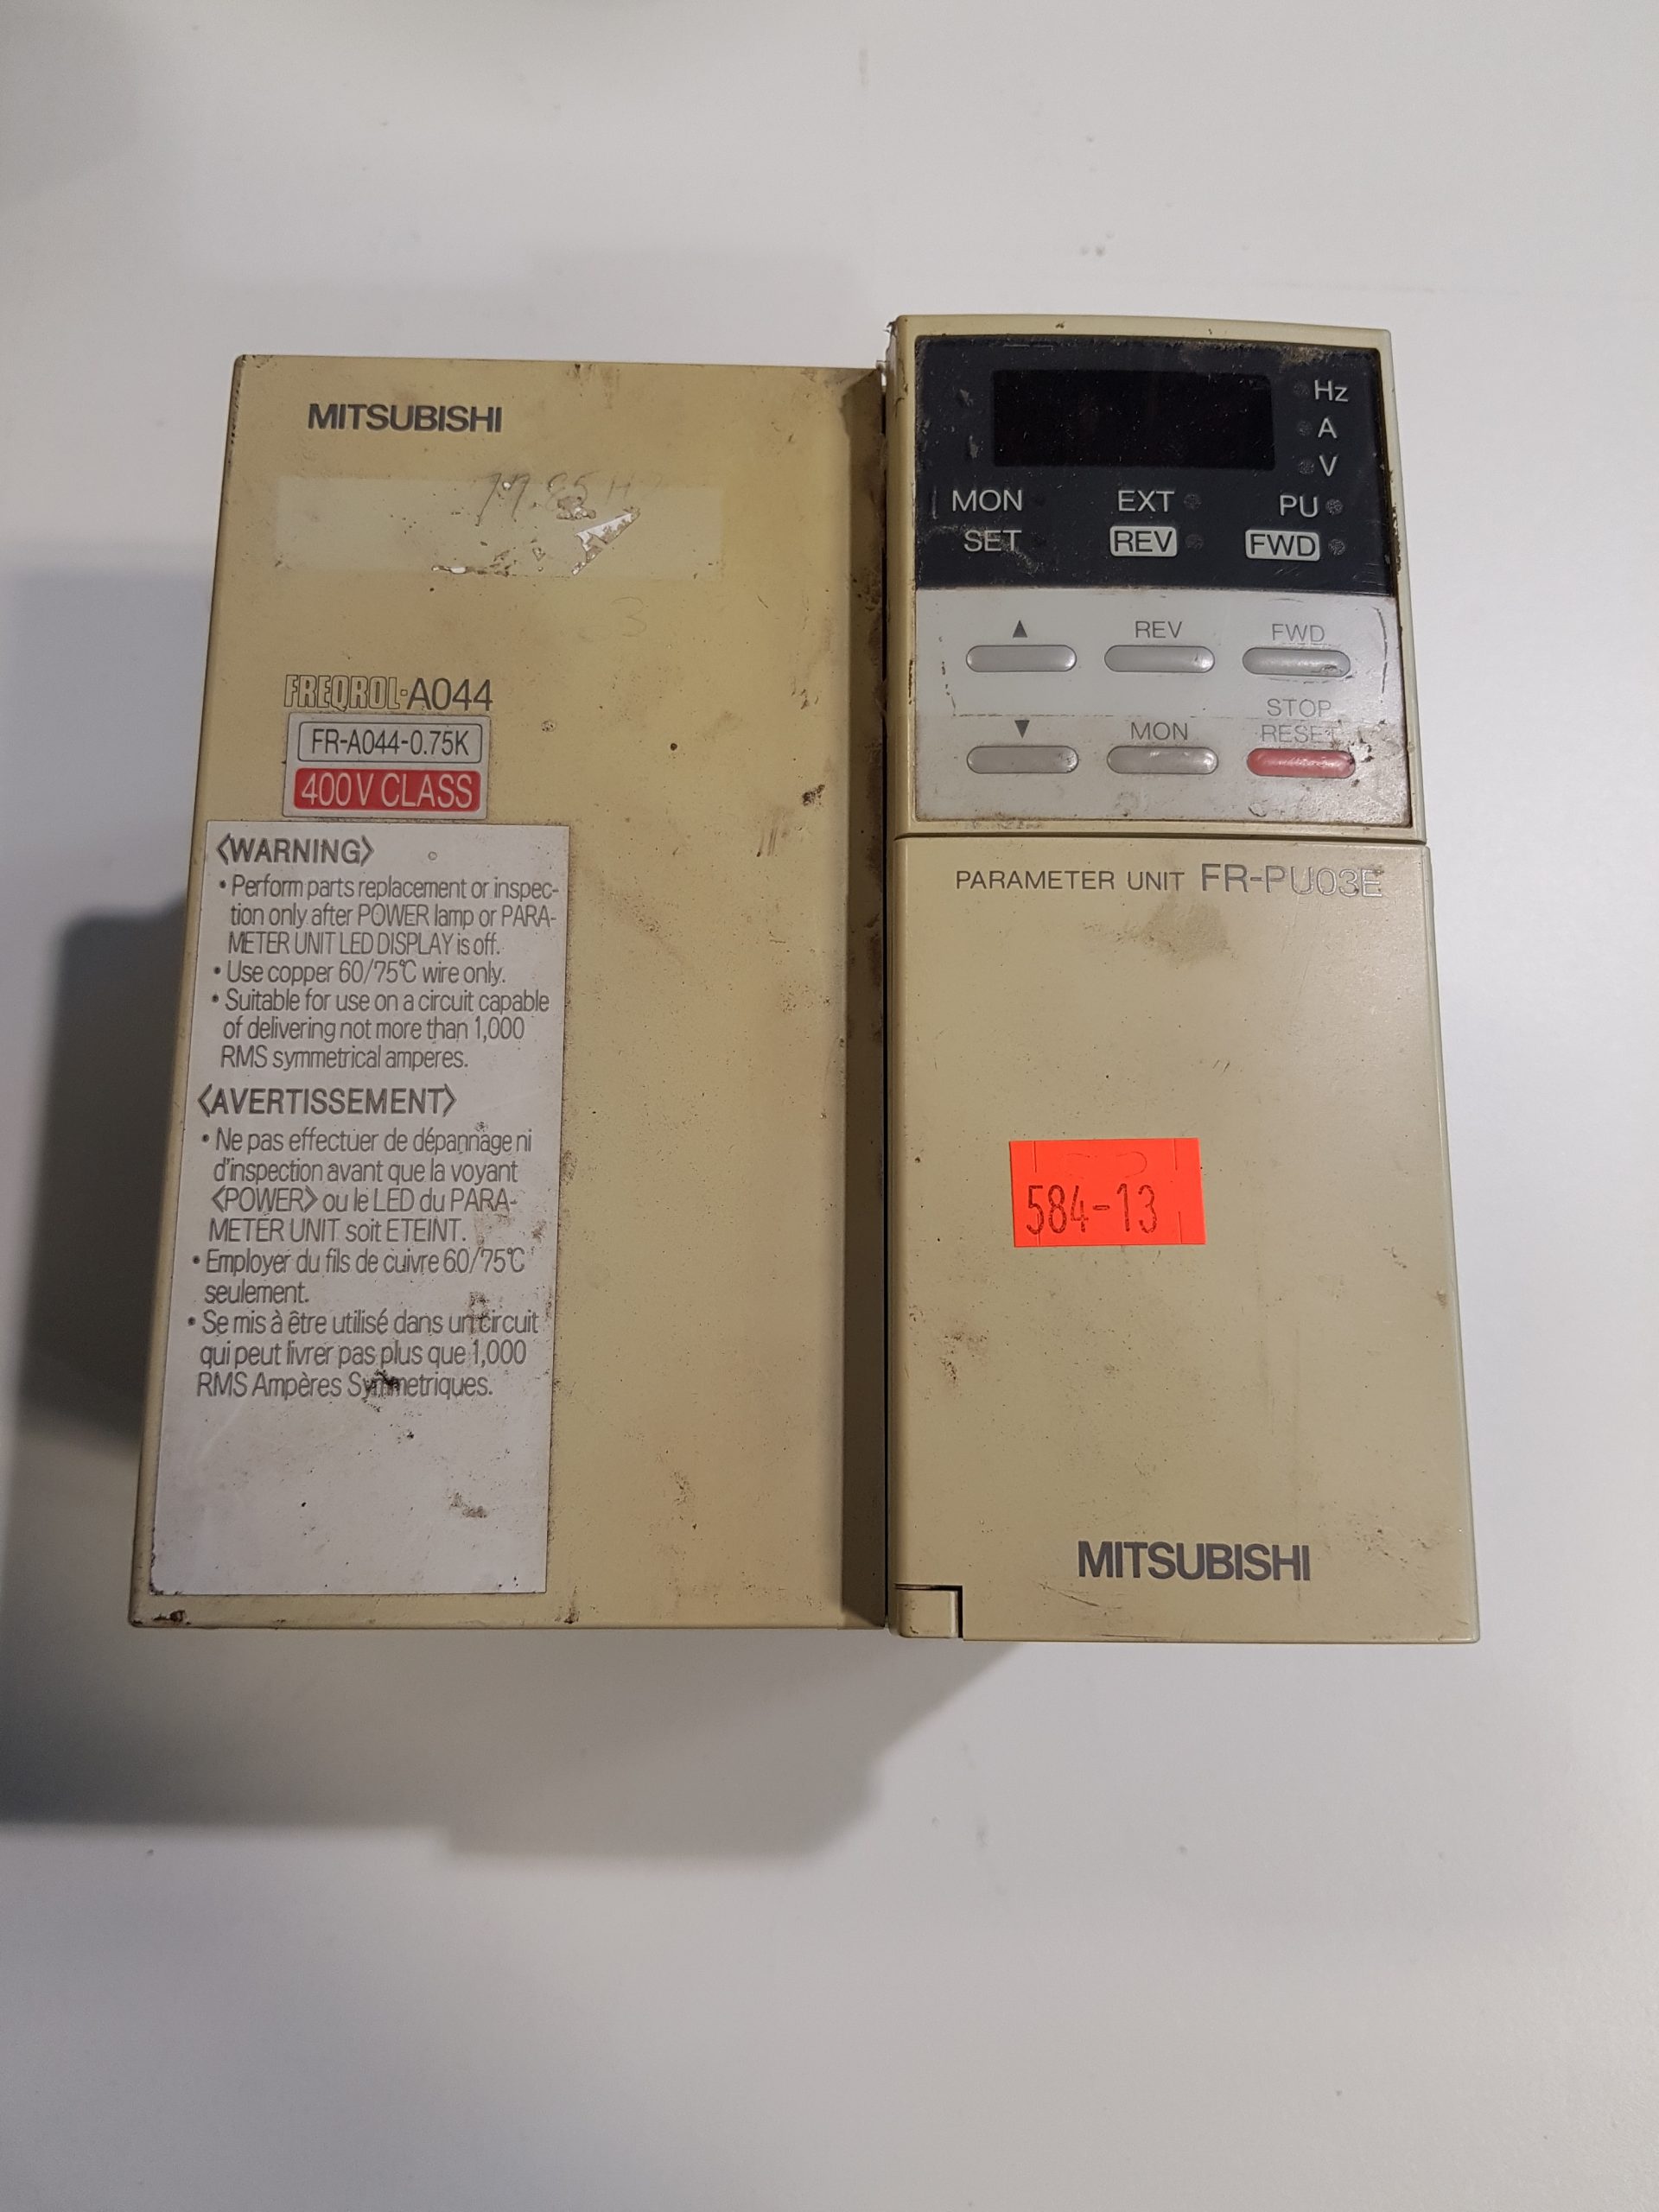 MITSUBISHI
FREQROL-A044
FR-A044-0.75K
400V CLASS
<WARNING>
• Perform parts replacement or inspec-
tion only after POWER lamp or PARA-
METER UNIT LED DISPLAY is off.
• Use copper 60/75℃ wire only.
• Suitable for use on a circuit capable
of delivering not more than 1,000
RMS symmetrical amperes.
<AVERTISSEMENT>
• Ne pas effectuer de dépannage ni
d'inspection avant que la voyant
<POWER> ou le LED du PARA-
METER UNIT soit ETEINT.
• Employer du fils de cuivre 60/75℃
seulement.
• Se mis à être utilisé dans un circuit
qui peut livrer pas plus que 1,000
RMS Ampères Symmetriques.
Hz
A
V
MON EXT PU
SET REV FWD
▲ REV FWD
STOP
▼ MON RESET
PARAMETER UNIT FR-PU03E
584-13
MITSUBISHI